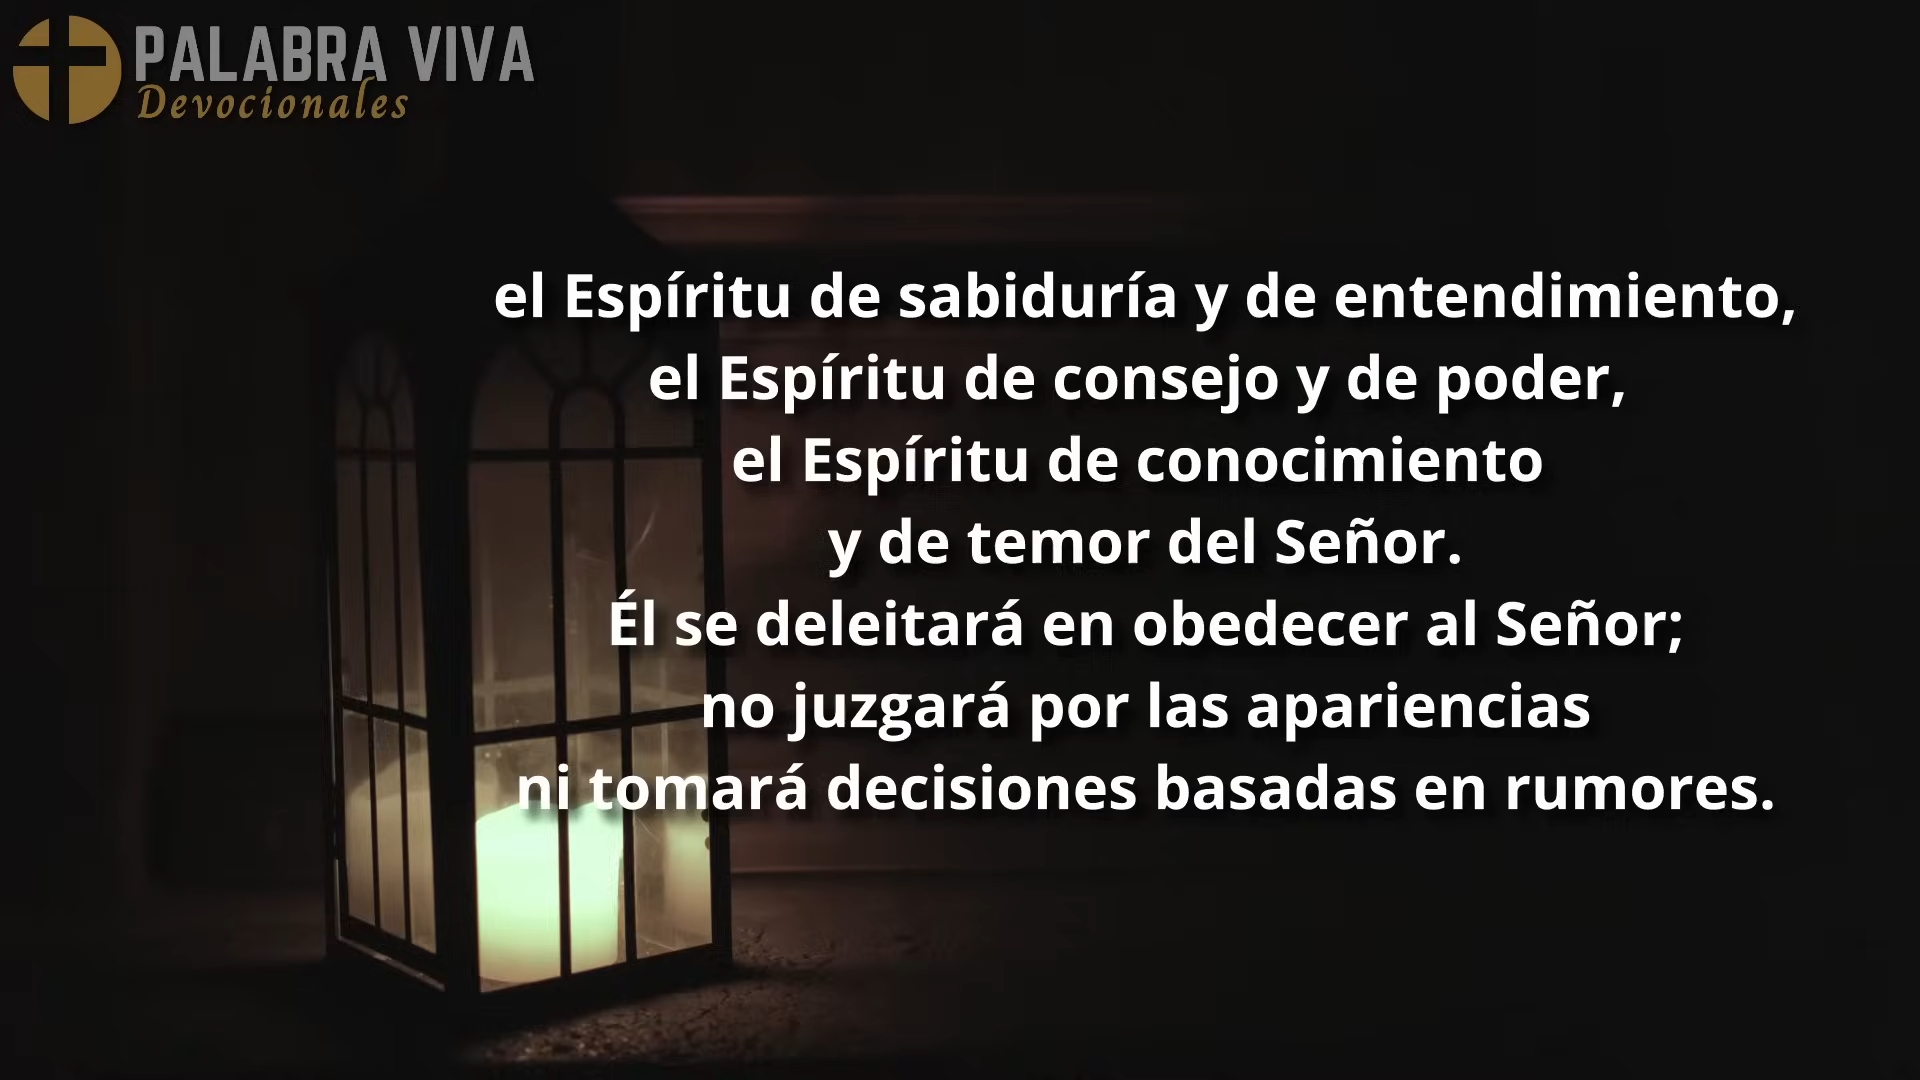 PALABRA VIVA
Devocionales
el Espíritu de sabiduría y de entendimiento,
el Espíritu de consejo y de poder,
el Espíritu de conocimiento
y de temor del Señor.
Él se deleitará en obedecer al Señor;
no juzgará por las apariencias
ni tomará decisiones basadas en rumores.